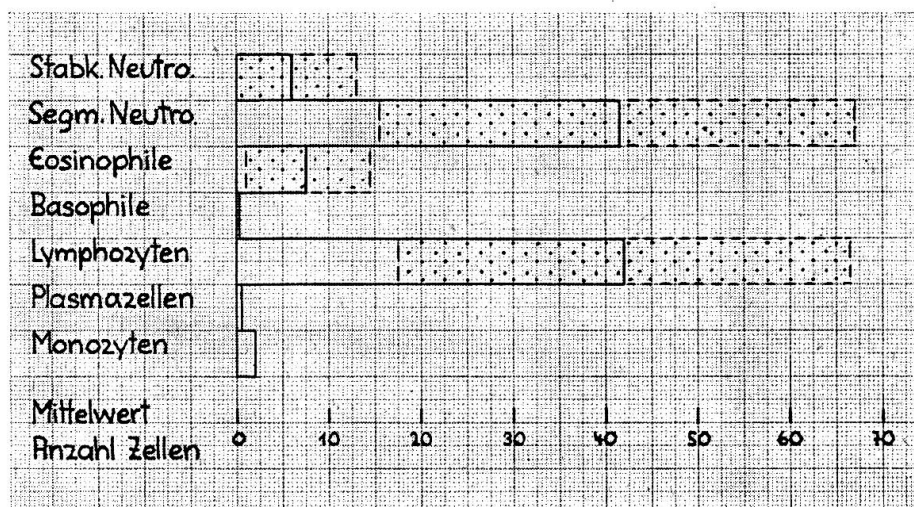 Stabk. Neutro.
Segm. Neutro.
Eosinophile
Basophile
Lymphozyten
Plasmazellen
Monozyten
Mittelwert
Anzahl Zellen
0 10 20 30 40 50 60 70